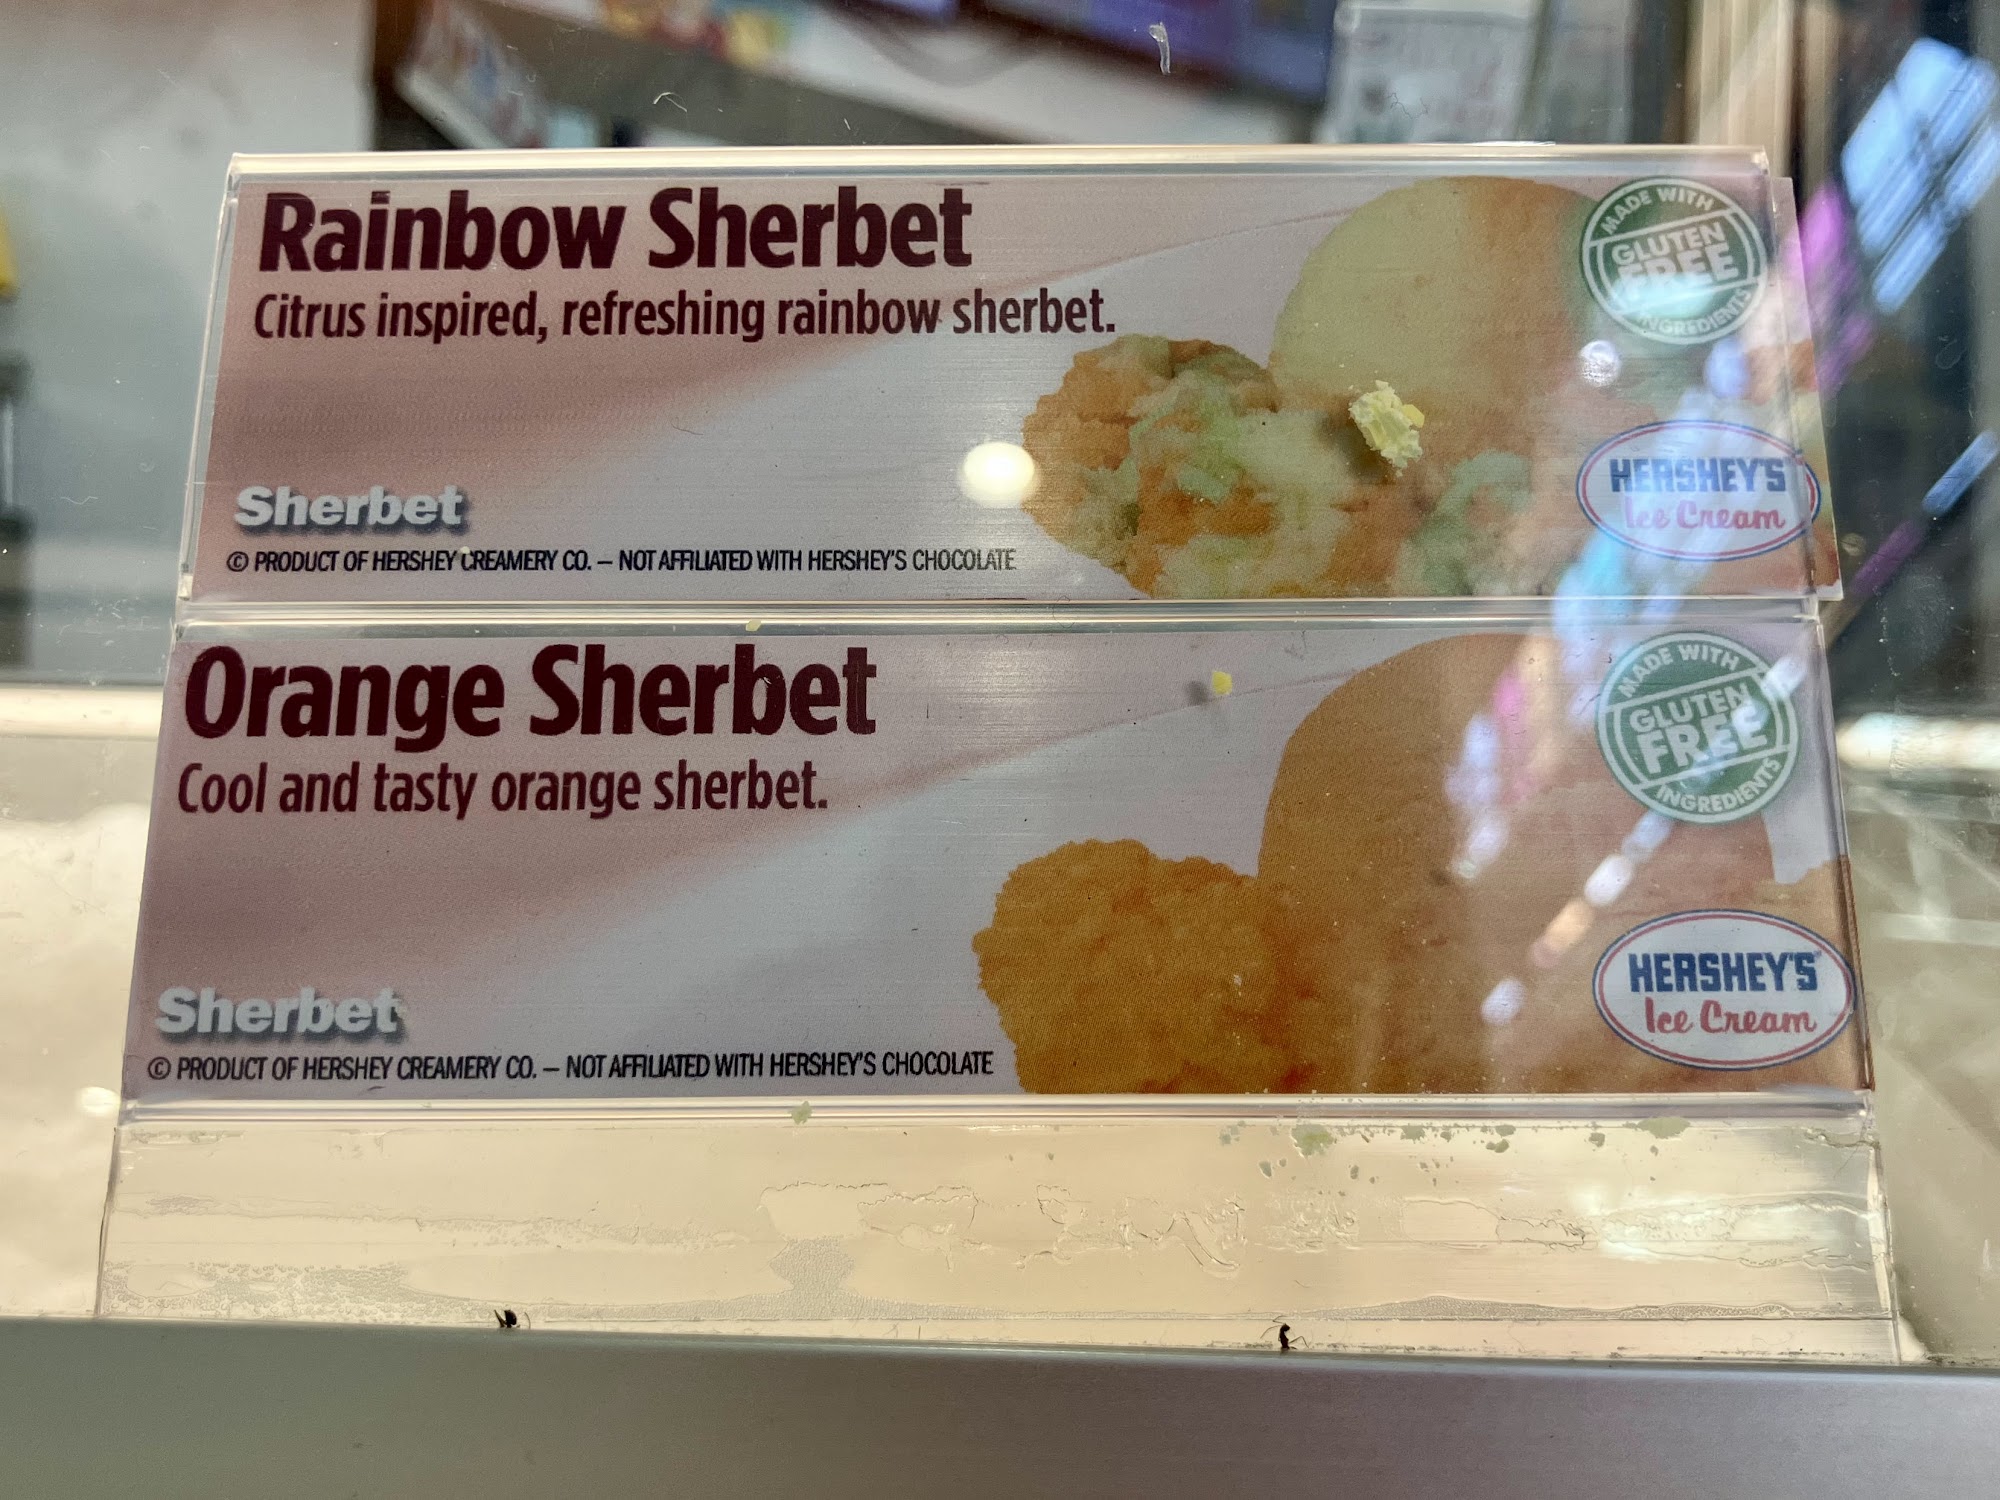 Rainbow Sherbet
Citrus inspired, refreshing rainbow sherbet.
MADE WITH
GLUTEN
FREE
INGREDIENTS
HERSHEY'S
Ice Cream
Sherbet
© PRODUCT OF HERSHEY CREAMERY CO. – NOT AFFILIATED WITH HERSHEY'S CHOCOLATE
Orange Sherbet
Cool and tasty orange sherbet.
MADE WITH
GLUTEN
FREE
INGREDIENTS
HERSHEY'S
Ice Cream
Sherbet
© PRODUCT OF HERSHEY CREAMERY CO. – NOT AFFILIATED WITH HERSHEY'S CHOCOLATE